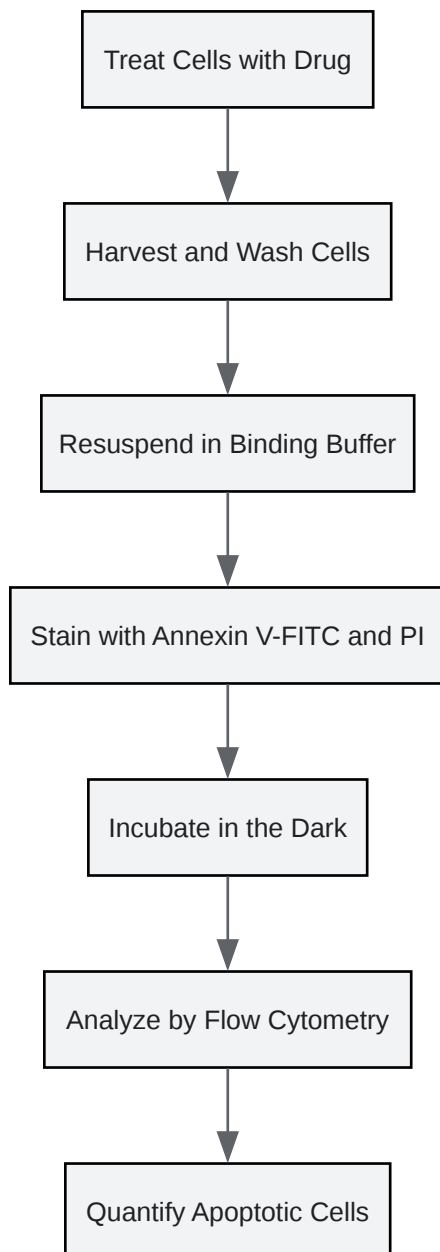 Treat Cells with Drug
Harvest and Wash Cells
Resuspend in Binding Buffer
Stain with Annexin V-FITC and PI
Incubate in the Dark
Analyze by Flow Cytometry
Quantify Apoptotic Cells